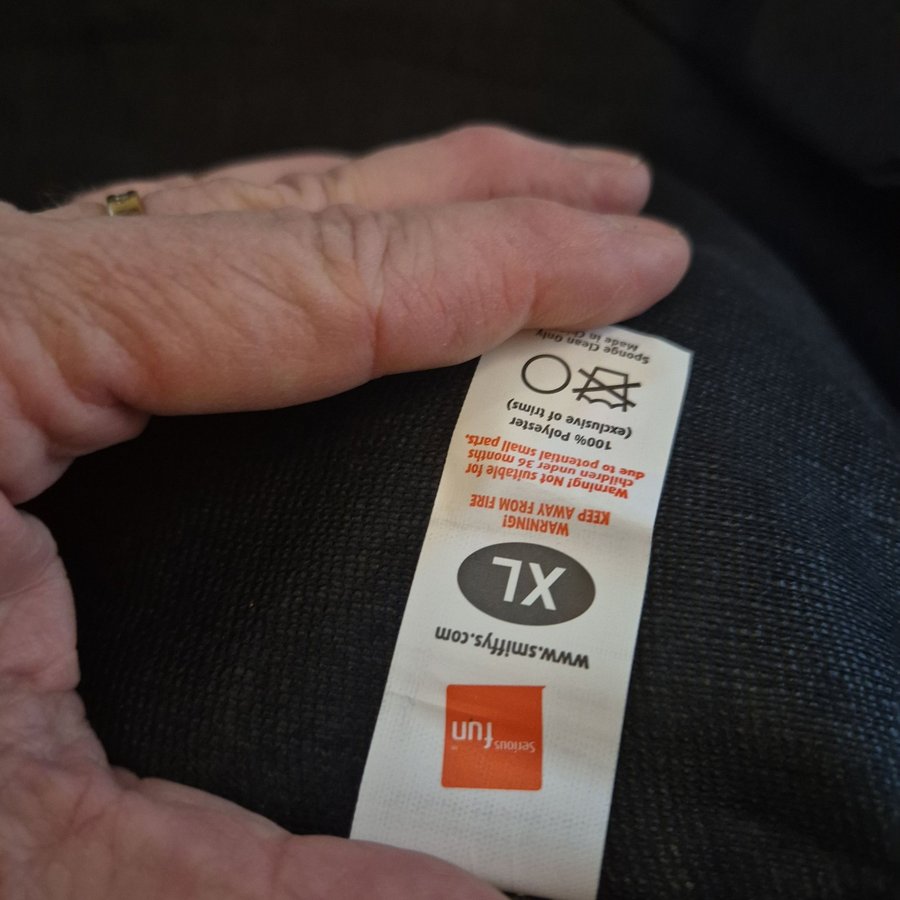 Serious
fun
www.smiffys.com
XL
WARNING!
KEEP AWAY FROM FIRE
Warning! Not suitable for
children under 36 months
due to potential small parts.
100% Polyester
(exclusive of trims)
Sponge Clean Only
Made in